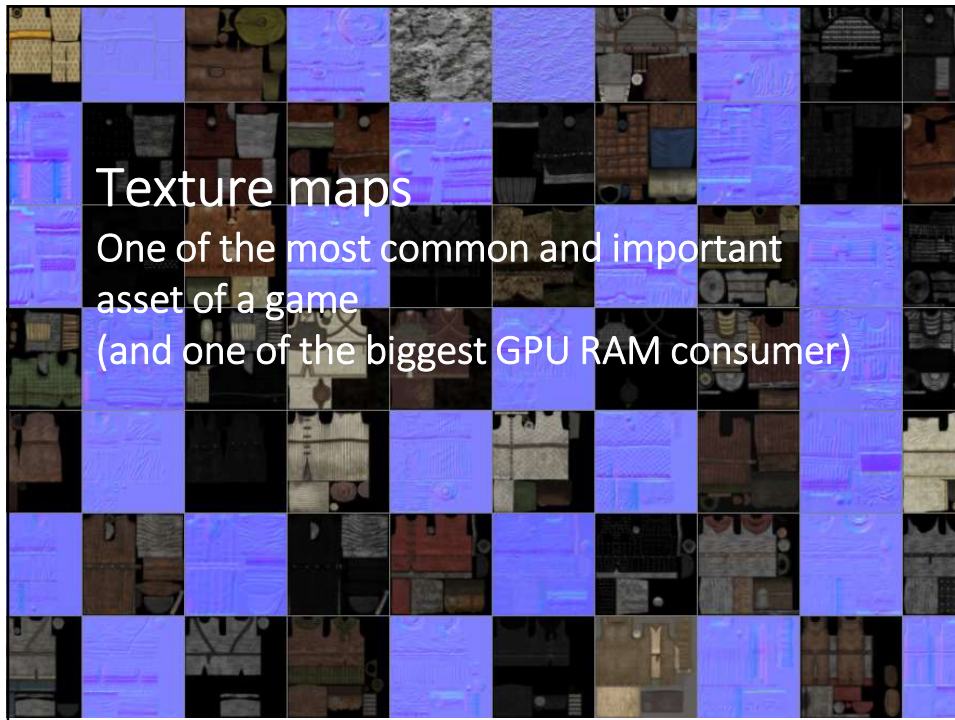 Texture maps
One of the most common and important
asset of a game
(and one of the biggest GPU RAM consumer)